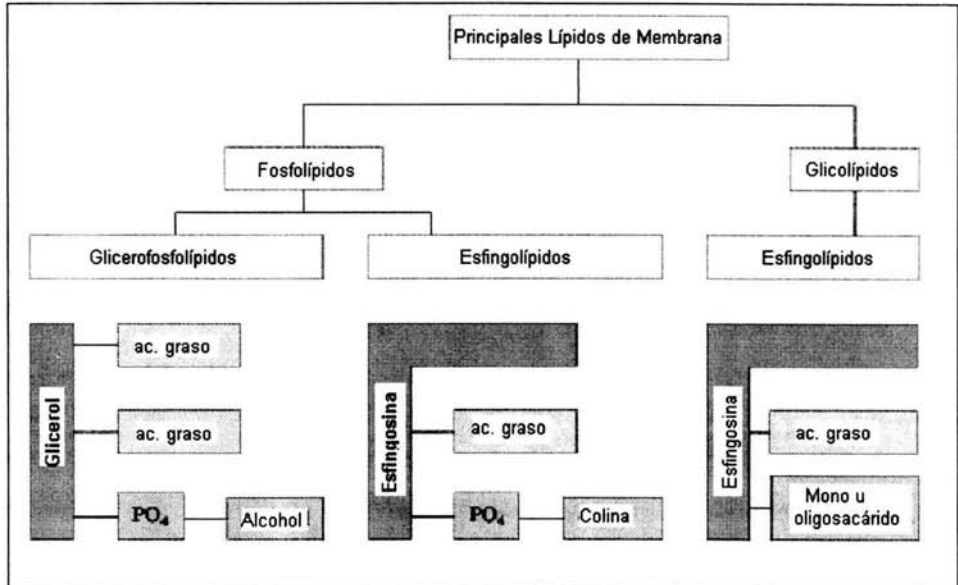 Principales Lípidos de Membrana
Fosfolípidos
Glicolípidos
Glicerofosfolípidos
Esfingolípidos
Esfingolípidos
Glicerol
ac. graso
ac. graso
PO₄
Alcohol
Esfingosina
ac. graso
PO₄
Colina
Esfingosina
ac. graso
Mono u
oligosacárido